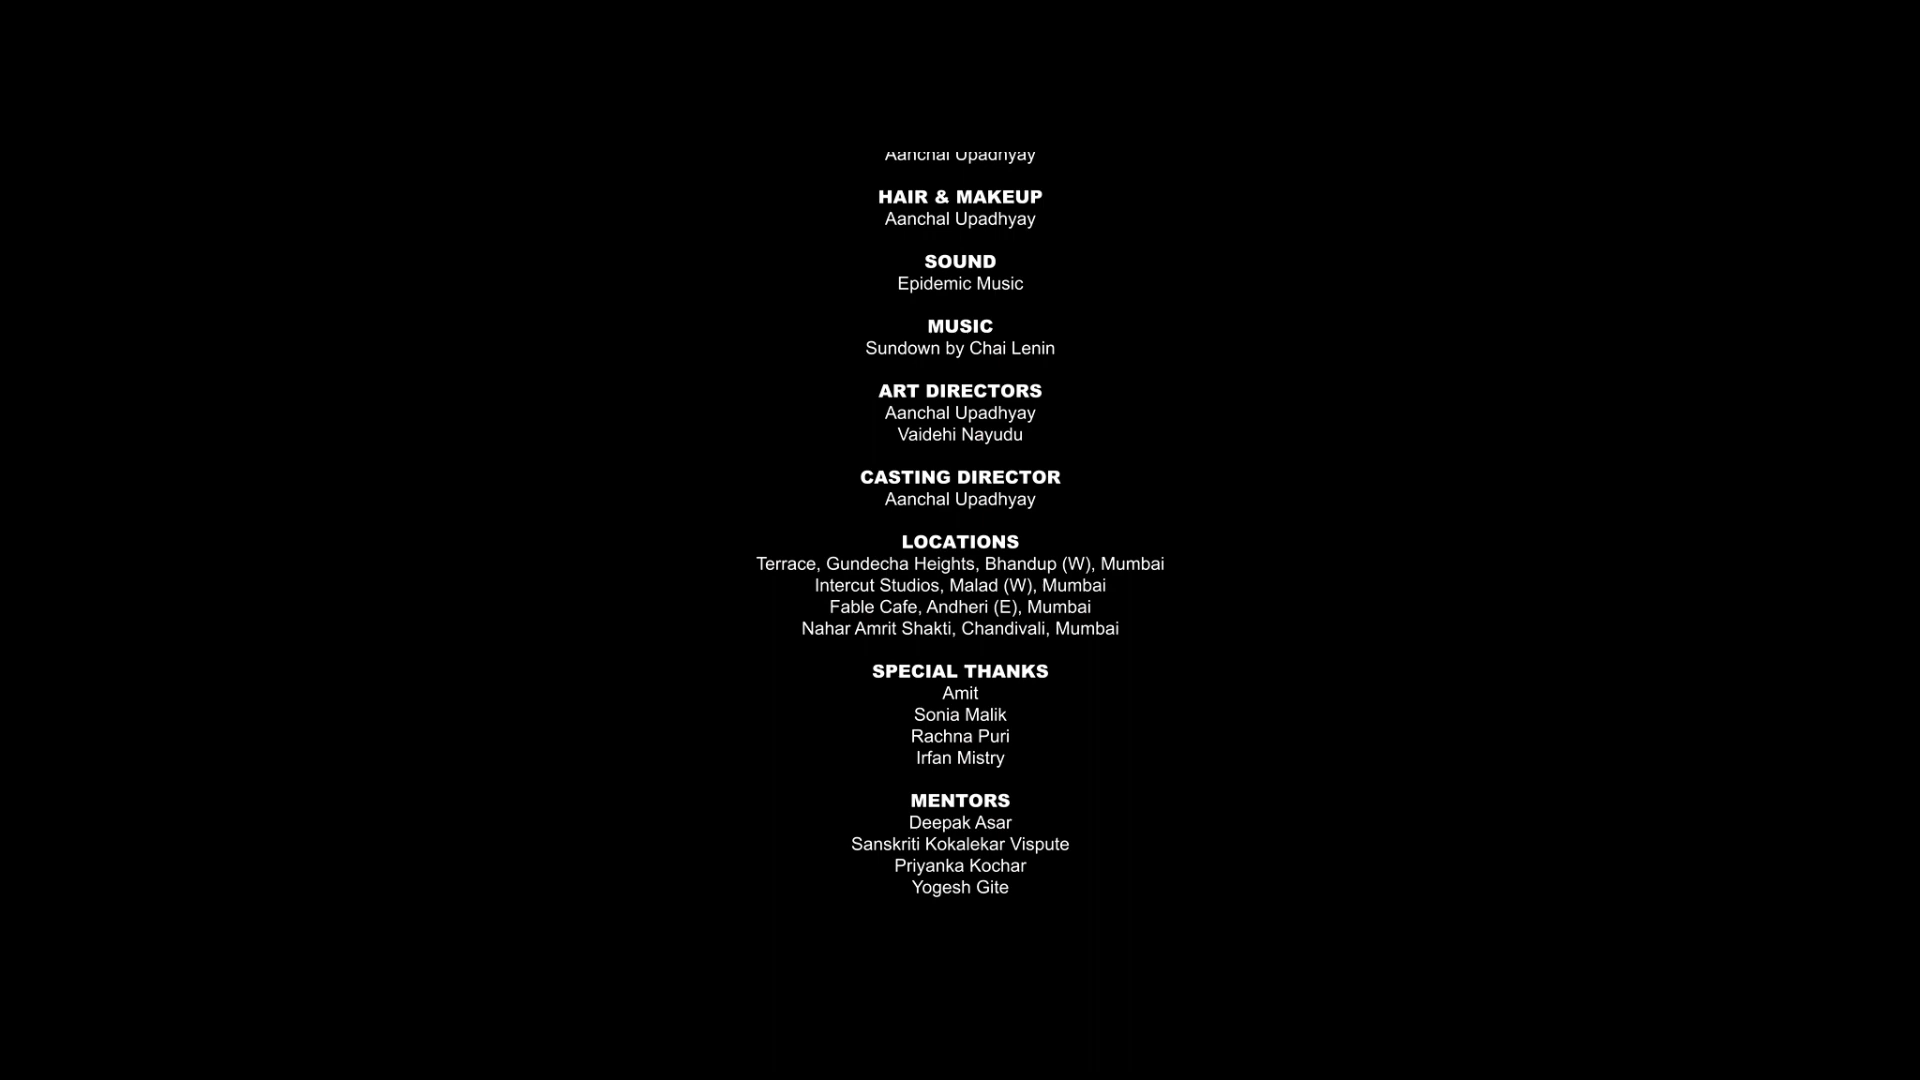 Aanchal Upadhyay
HAIR & MAKEUP
Aanchal Upadhyay
SOUND
Epidemic Music
MUSIC
Sundown by Chai Lenin
ART DIRECTORS
Aanchal Upadhyay
Vaidehi Nayudu
CASTING DIRECTOR
Aanchal Upadhyay
LOCATIONS
Terrace, Gundecha Heights, Bhandup (W), Mumbai
Intercut Studios, Malad (W), Mumbai
Fable Cafe, Andheri (E), Mumbai
Nahar Amrit Shakti, Chandivali, Mumbai
SPECIAL THANKS
Amit
Sonia Malik
Rachna Puri
Irfan Mistry
MENTORS
Deepak Asar
Sanskriti Kokalekar Vispute
Priyanka Kochar
Yogesh Gite